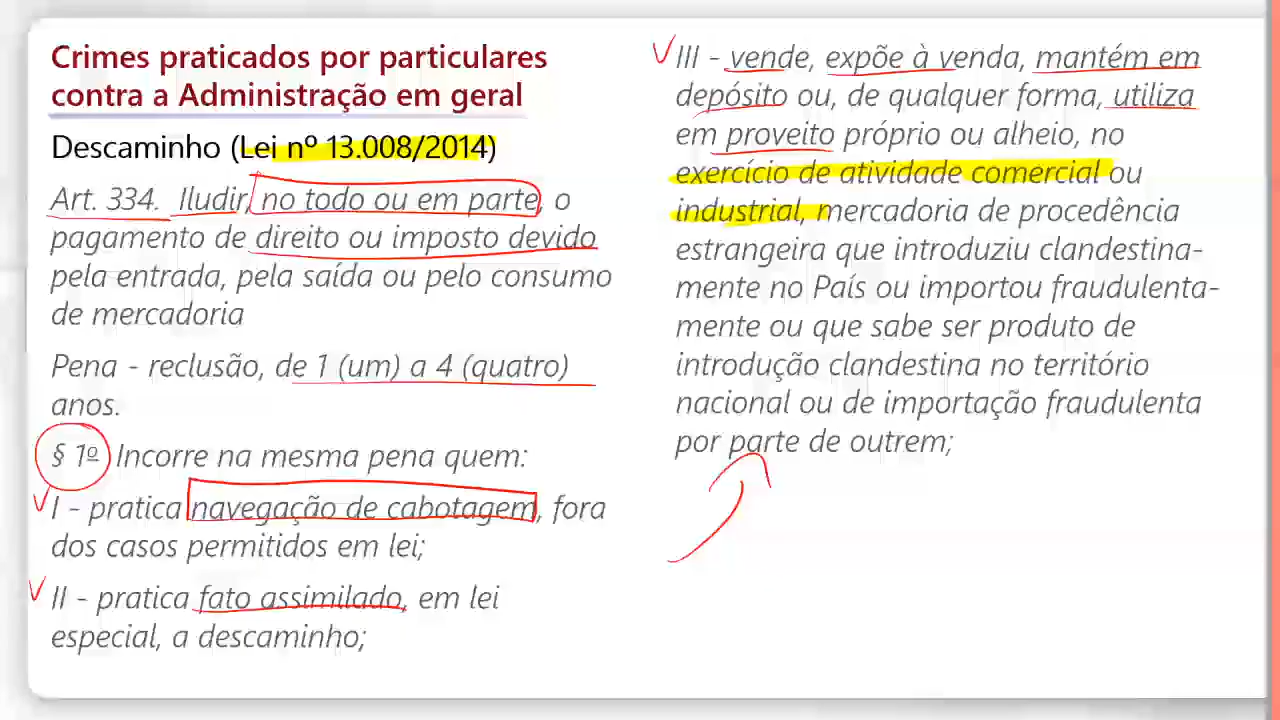 Crimes praticados por particulares
contra a Administração em geral
Descaminho (Lei nº 13.008/2014)
Art. 334. Iludir, no todo ou em parte, o
pagamento de direito ou imposto devido
pela entrada, pela saída ou pelo consumo
de mercadoria
Pena - reclusão, de 1 (um) a 4 (quatro)
anos.
§ 1º Incorre na mesma pena quem:
I - pratica navegação de cabotagem, fora
dos casos permitidos em lei;
II - pratica fato assimilado, em lei
especial, a descaminho;
III - vende, expõe à venda, mantém em
depósito ou, de qualquer forma, utiliza
em proveito próprio ou alheio, no
exercício de atividade comercial ou
industrial, mercadoria de procedência
estrangeira que introduziu clandestina-
mente no País ou importou fraudulenta-
mente ou que sabe ser produto de
introdução clandestina no território
nacional ou de importação fraudulenta
por parte de outrem;